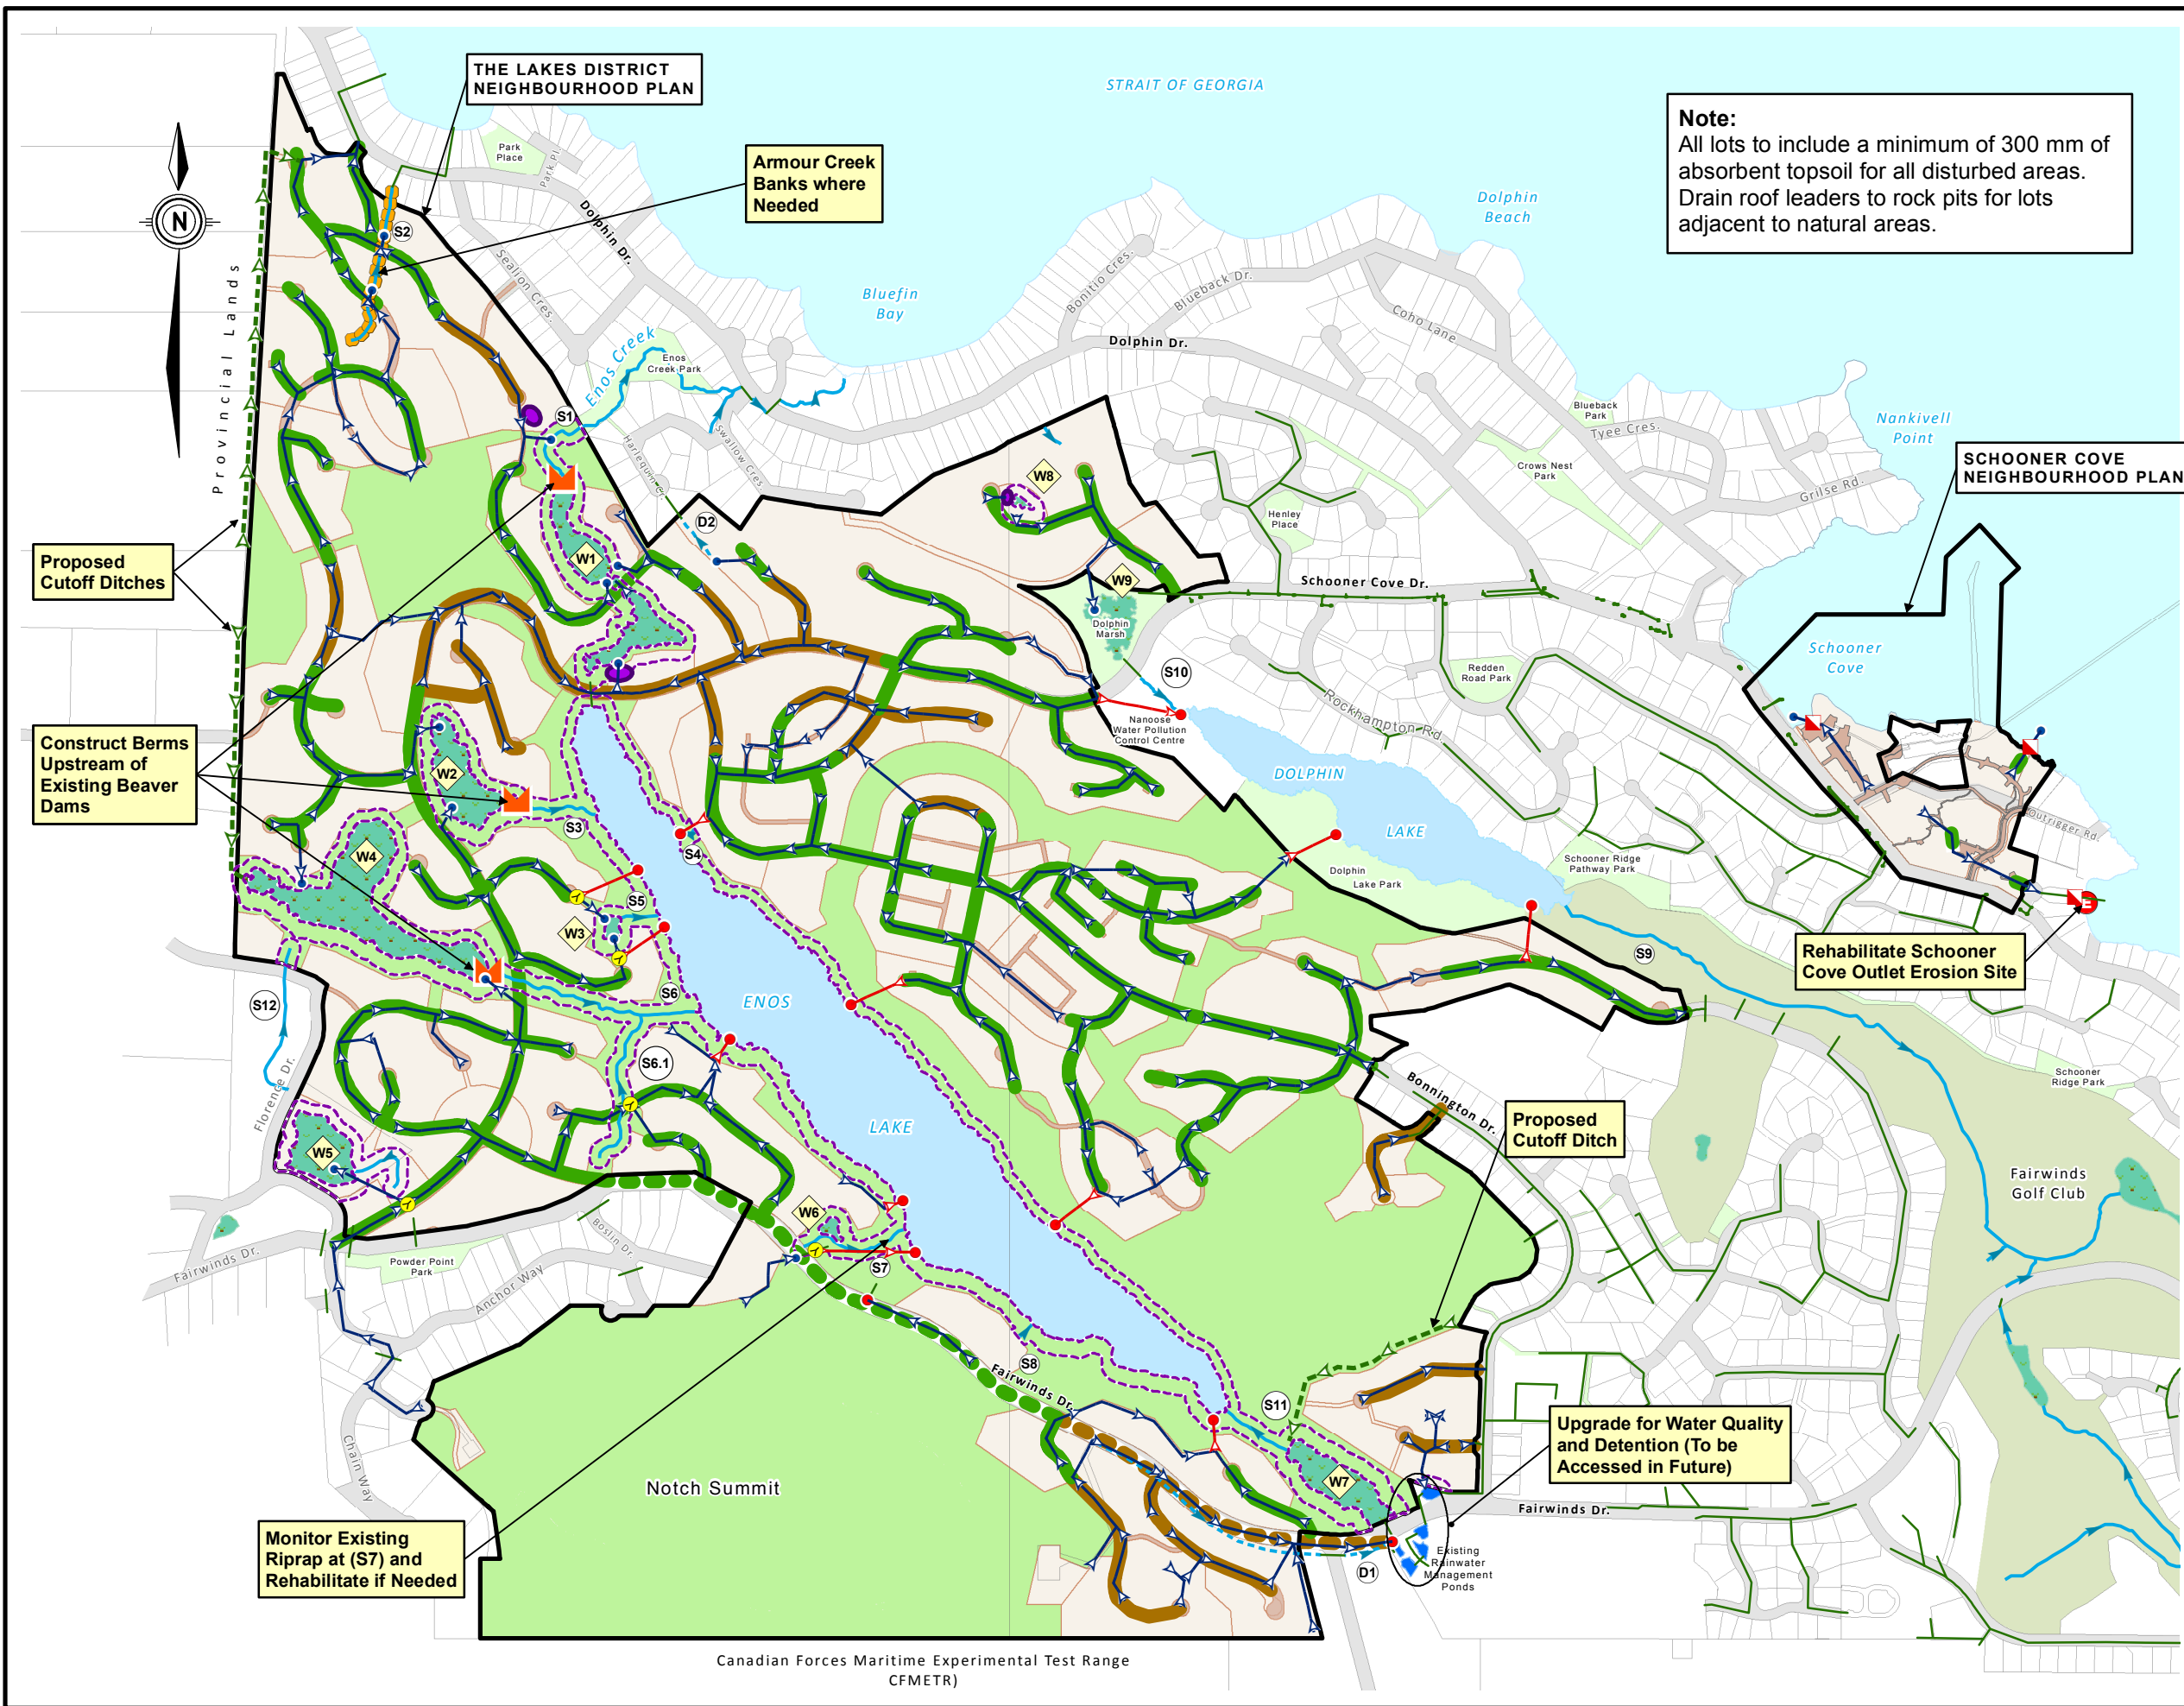 THE LAKES DISTRICT
NEIGHBOURHOOD PLAN
STRAIT OF GEORGIA
Note:
All lots to include a minimum of 300 mm of
absorbent topsoil for all disturbed areas.
Drain roof leaders to rock pits for lots
adjacent to natural areas.
Park
Place
Park Pl
Armour Creek
Banks where
Needed
Dolphin
Beach
N
S2
Dolphin Dr.
Sealion Cres.
Provincial Lands
Bluefin
Bay
Bonitio Cres.
Blueback Dr.
Coho Lane
Dolphin Dr.
Enos Creek
Enos
Creek Park
Blueback
Park
Tyee Cres.
Nankivell
Point
S1
Harlequin Cr.
Swallow Cres.
Crows Nest
Park
Grilse Rd.
SCHOONER COVE
NEIGHBOURHOOD PLAN
W8
Henley
Place
D2
Proposed
Cutoff Ditches
W1
W9
Schooner Cove Dr.
Dolphin
Marsh
Schooner
Cove
S10
Redden
Road Park
Rockhampton Rd
Nanoose
Water Pollution
Control Centre
Construct Berms
Upstream of
Existing Beaver
Dams
W2
DOLPHIN
LAKE
S3
S4
Outrigger Rd.
W4
Schooner Ridge
Pathway Park
Dolphin
Lake Park
S5
W3
E
Rehabilitate Schooner
Cove Outlet Erosion Site
S9
S6
S12
ENOS
LAKE
S6.1
Florence Dr.
Schooner
Ridge Park
Bonnington Dr.
Proposed
Cutoff Ditch
W5
Fairwinds
Golf Club
W6
Boslin Dr.
Fairwinds Dr.
Powder Point
Park
Anchor Way
S7
S8
Fairwinds Dr.
S11
Upgrade for Water Quality
and Detention (To be
Accessed in Future)
Chain Way
Notch Summit
W7
Fairwinds Dr.
Monitor Existing
Riprap at (S7) and
Rehabilitate if Needed
D1
Existing
Rainwater
Management
Ponds
Canadian Forces Maritime Experimental Test Range
CFMETR)